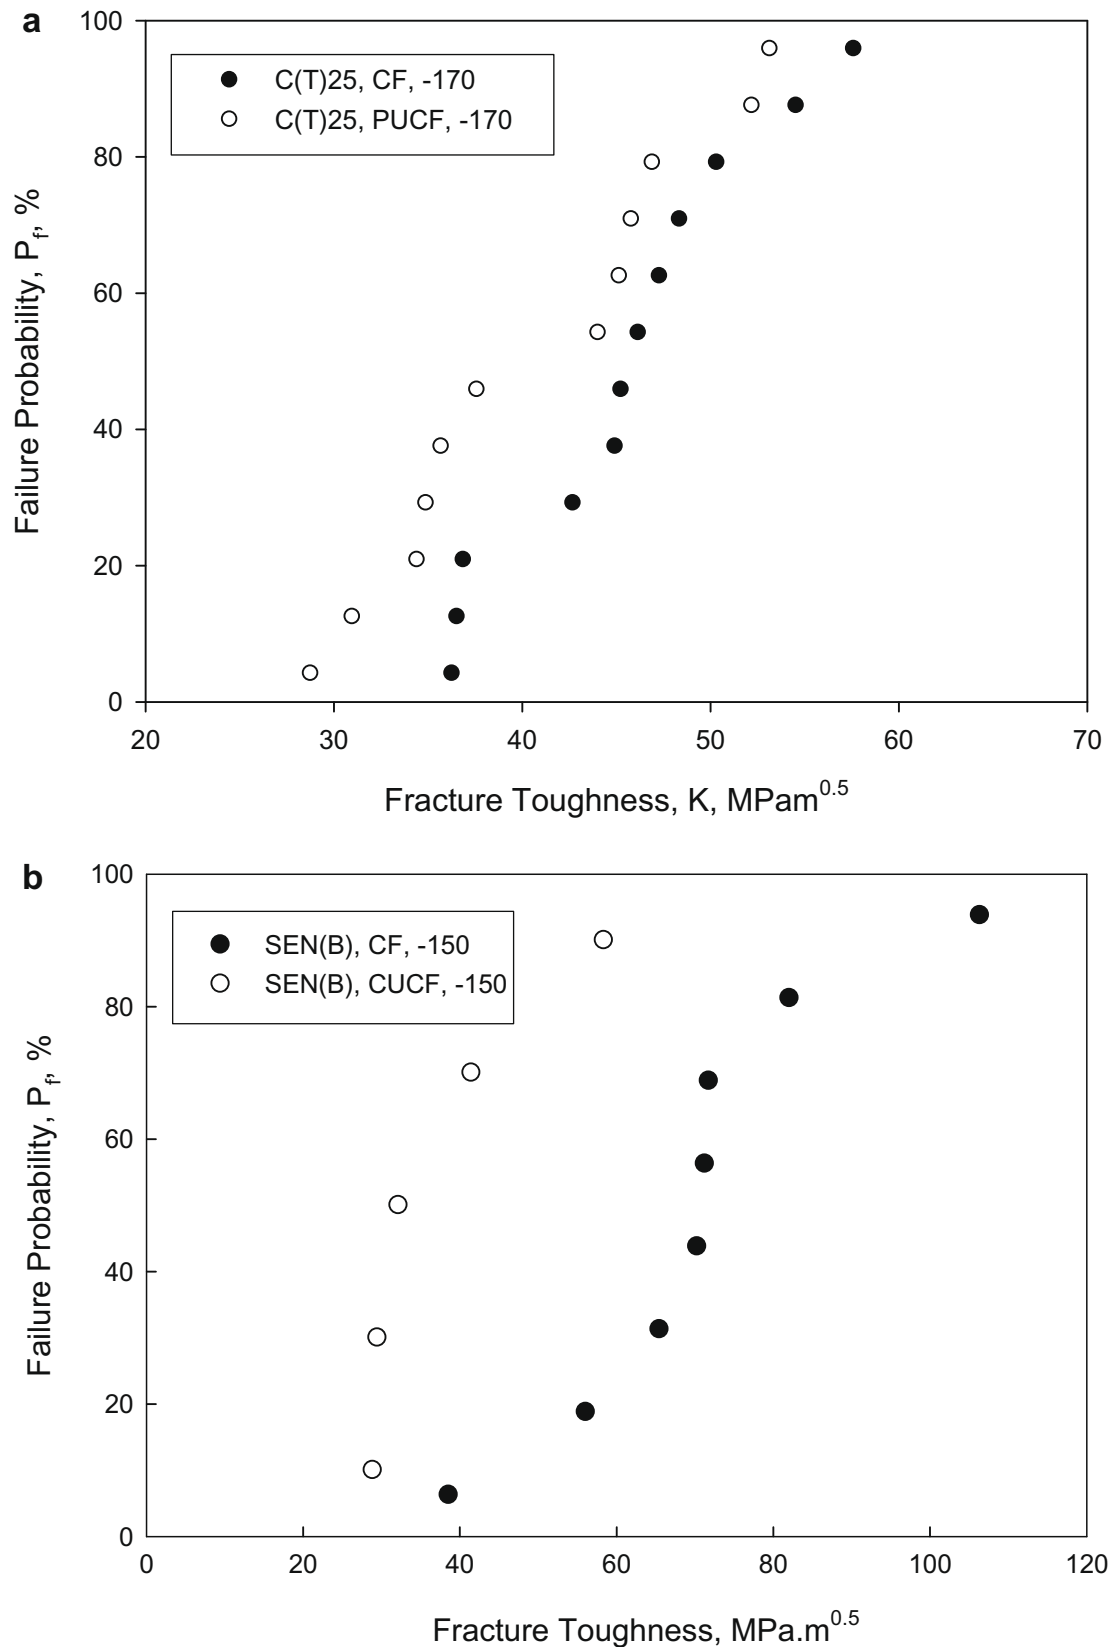 a
100
80
60
40
20
0
Failure Probability, P_f, %
C(T)25, CF, -170
C(T)25, PUCF, -170
20 30 40 50 60 70
Fracture Toughness, K, MPam^0.5
b
100
80
60
40
20
0
Failure Probability, P_f, %
SEN(B), CF, -150
SEN(B), CUCF, -150
0 20 40 60 80 100 120
Fracture Toughness, MPa.m^0.5